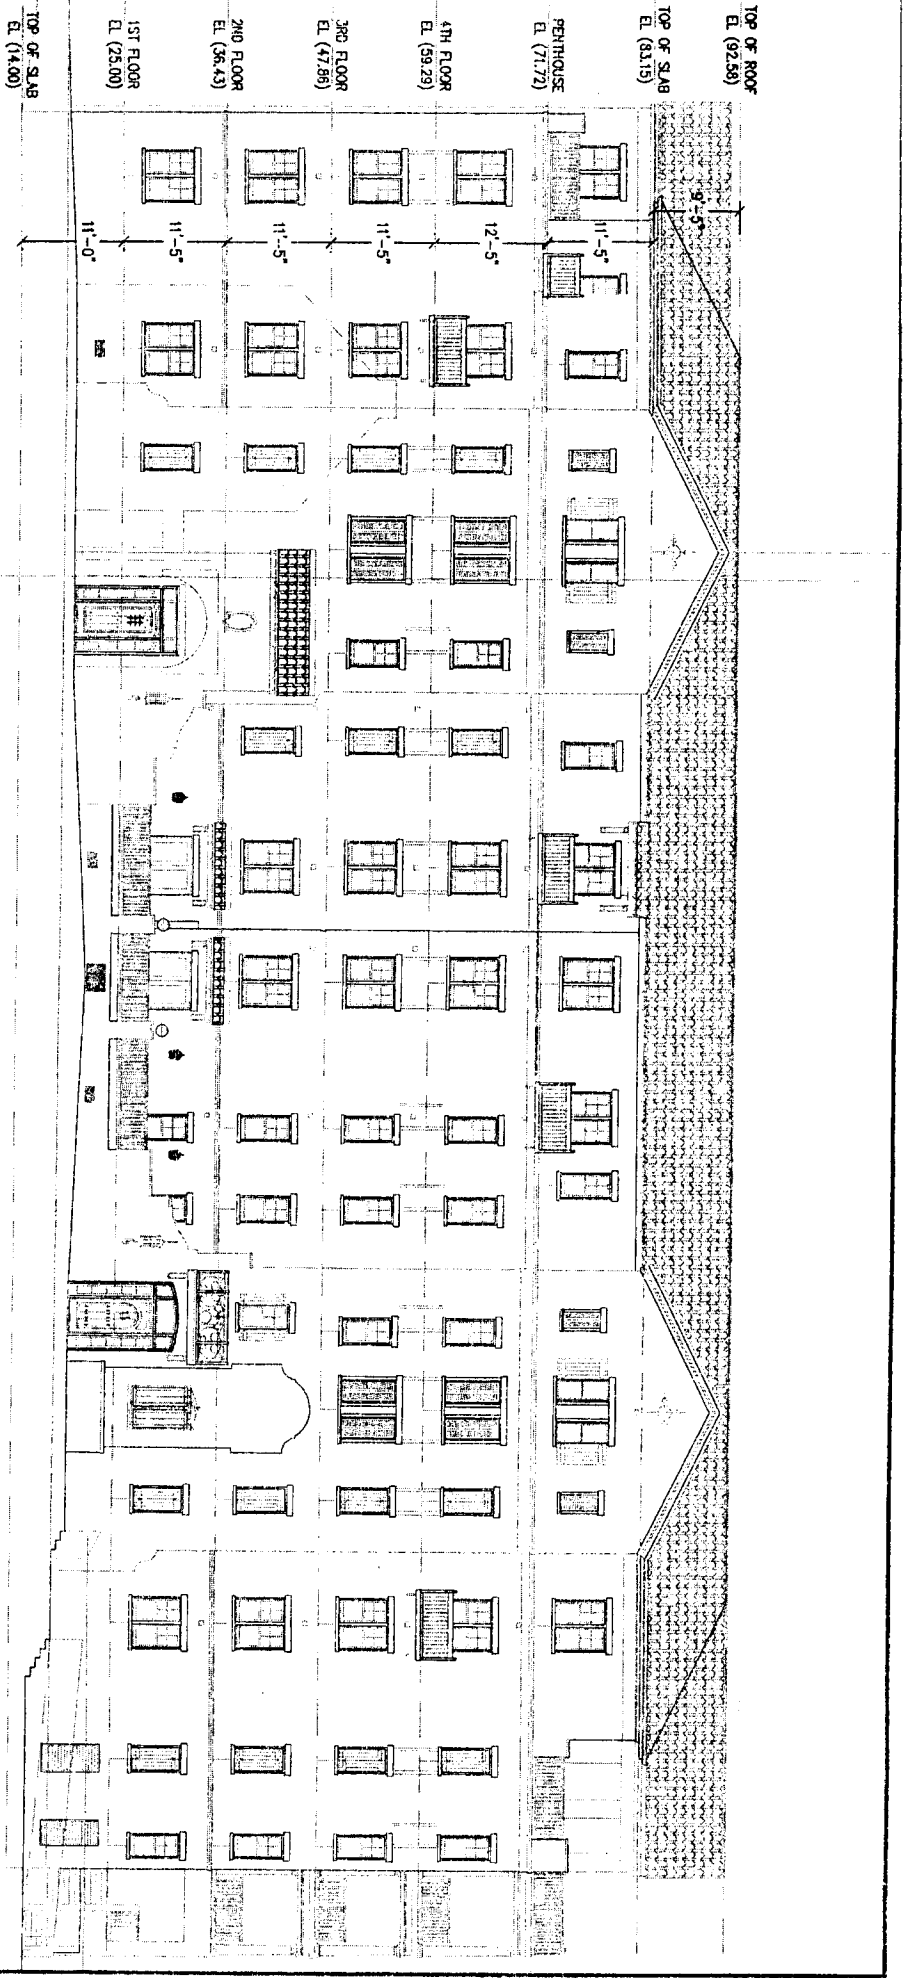 TOP OF ROOF
EL (92.58)
TOP OF SLAB
EL (83.15)
PENTHOUSE
EL (71.72)
4TH FLOOR
EL (59.29)
3RD FLOOR
EL (47.86)
2ND FLOOR
EL (36.43)
1ST FLOOR
EL (25.00)
TOP OF SLAB
EL (14.00)
9'-5"
11'-5"
12'-5"
11'-5"
11'-5"
11'-5"
11'-0"